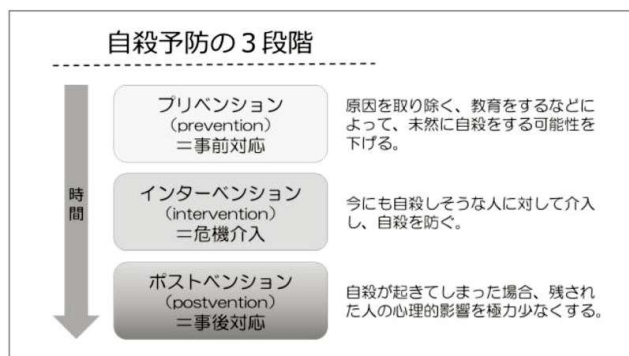 自殺予防の３段階
時間
プリベンション
(prevention)
＝事前対応
原因を取り除く、教育をするなどに
よって、未然に自殺をする可能性を
下げる。
インターベンション
(intervention)
＝危機介入
今にも自殺しそうな人に対して介入
し、自殺を防ぐ。
ポストベンション
(postvention)
＝事後対応
自殺が起きてしまった場合、残され
た人の心理的影響を極力少なくする。